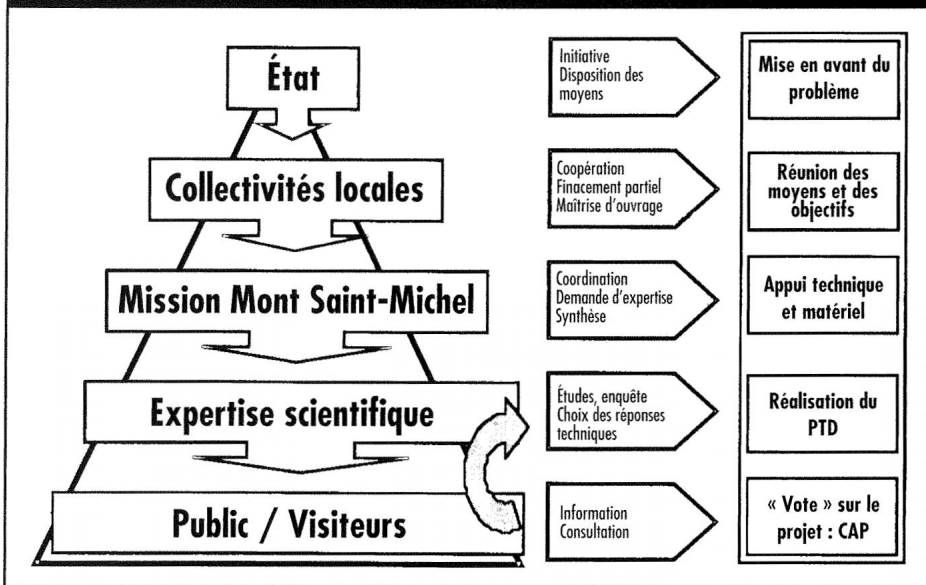 État
Initiative
Disposition des
moyens
Mise en avant du
problème
Collectivités locales
Coopération
Finacement partiel
Maîtrise d'ouvrage
Réunion des
moyens et des
objectifs
Mission Mont Saint-Michel
Coordination
Demande d'expertise
Synthèse
Appui technique
et matériel
Expertise scientifique
Études, enquête
Choix des réponses
techniques
Réalisation du
PTD
Public / Visiteurs
Information
Consultation
« Vote » sur le
projet : CAP